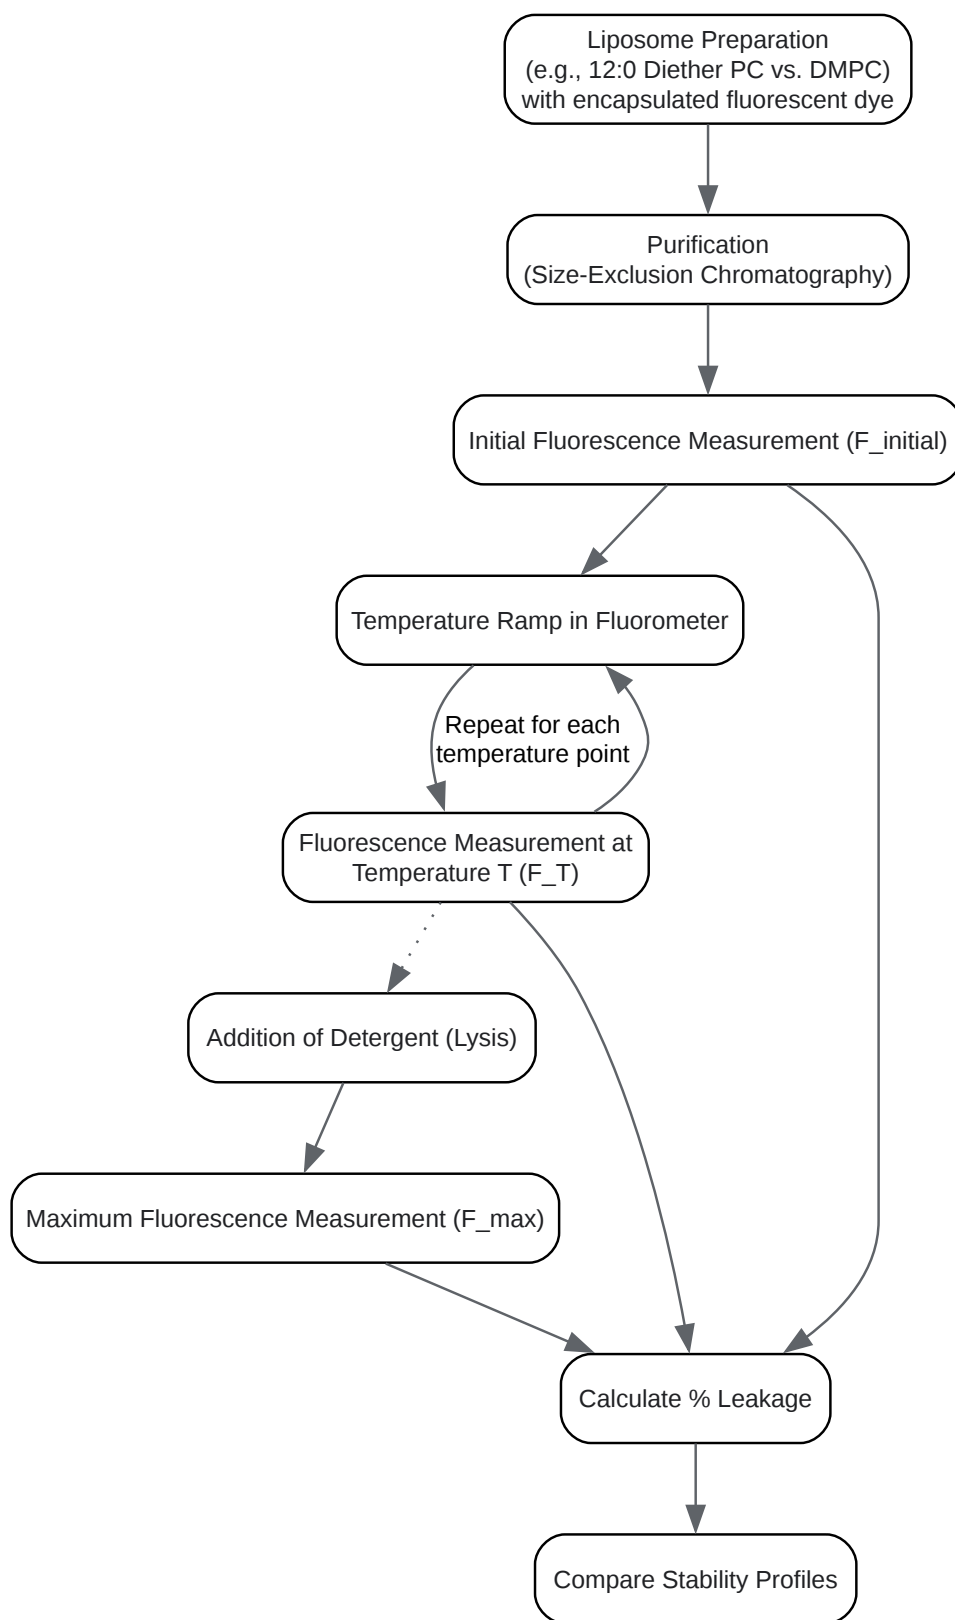 Liposome Preparation
(e.g., 12:0 Diether PC vs. DMPC)
with encapsulated fluorescent dye
Purification
(Size-Exclusion Chromatography)
Initial Fluorescence Measurement (F_initial)
Temperature Ramp in Fluorometer
Repeat for each
temperature point
Fluorescence Measurement at
Temperature T (F_T)
Addition of Detergent (Lysis)
Maximum Fluorescence Measurement (F_max)
Calculate % Leakage
Compare Stability Profiles